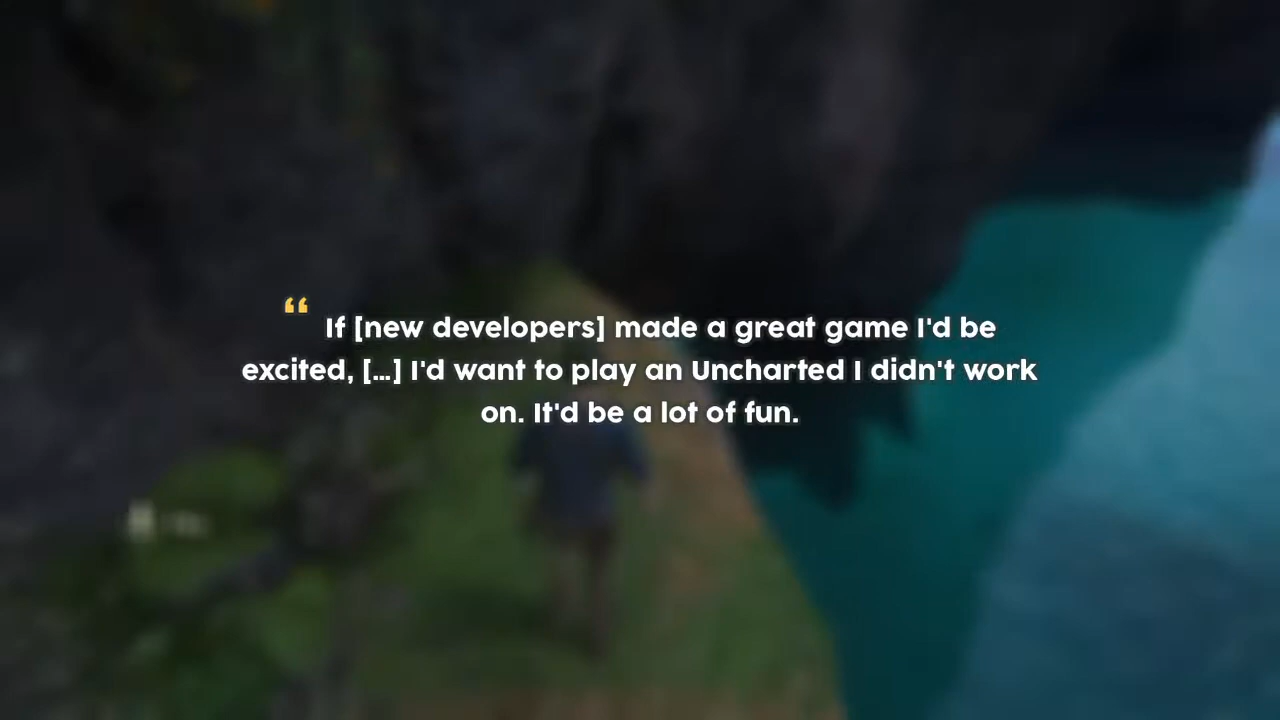 “ If [new developers] made a great game I'd be
excited, [...] I'd want to play an Uncharted I didn't work
on. It'd be a lot of fun.